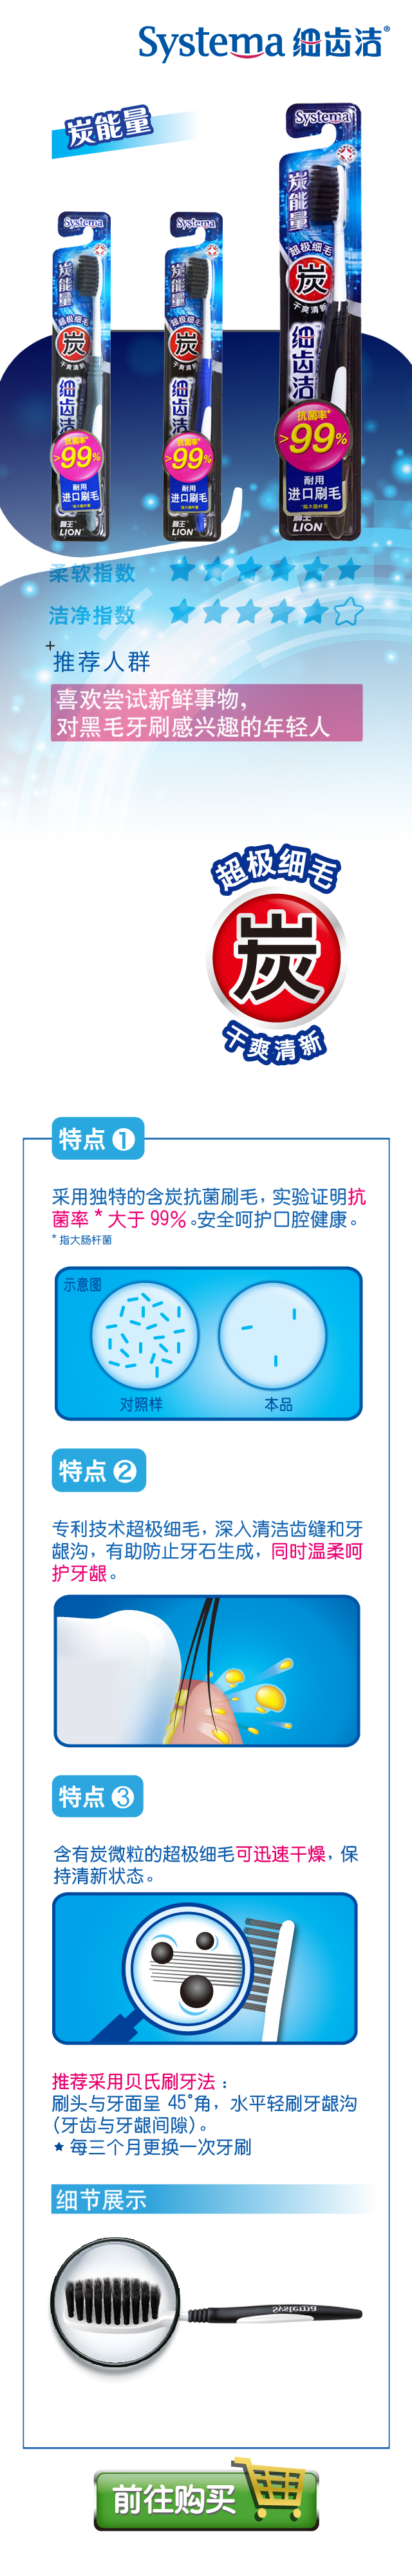 Systema 细齿洁®
炭能量
Systema
炭能量
超极细毛
炭
干爽清新
细齿洁
抗菌率*
>99%
耐用
进口刷毛
*指大肠杆菌
狮王
LION
Systema
炭能量
超极细毛
炭
干爽清新
细齿洁
抗菌率*
>99%
耐用
进口刷毛
*指大肠杆菌
狮王
LION
Systema
炭能量
超极细毛
炭
干爽清新
细齿洁
抗菌率*
>99%
耐用
进口刷毛
*指大肠杆菌
狮王
LION
柔软指数 ★★★★★★
洁净指数 ★★★★★☆
推荐人群
喜欢尝试新鲜事物，
对黑毛牙刷感兴趣的年轻人
超极细毛
炭
干爽清新
特点 ❶
采用独特的含炭抗菌刷毛，实验证明抗
菌率 * 大于 99%。安全呵护口腔健康。
* 指大肠杆菌
示意图
对照样 本品
特点 ❷
专利技术超极细毛，深入清洁齿缝和牙
龈沟，有助防止牙石生成，同时温柔呵
护牙龈。
特点 ❸
含有炭微粒的超极细毛可迅速干燥，保
持清新状态。
推荐采用贝氏刷牙法：
刷头与牙面呈 45°角，水平轻刷牙龈沟
（牙齿与牙龈间隙）。
★ 每三个月更换一次牙刷
细节展示
Systema
前往购买